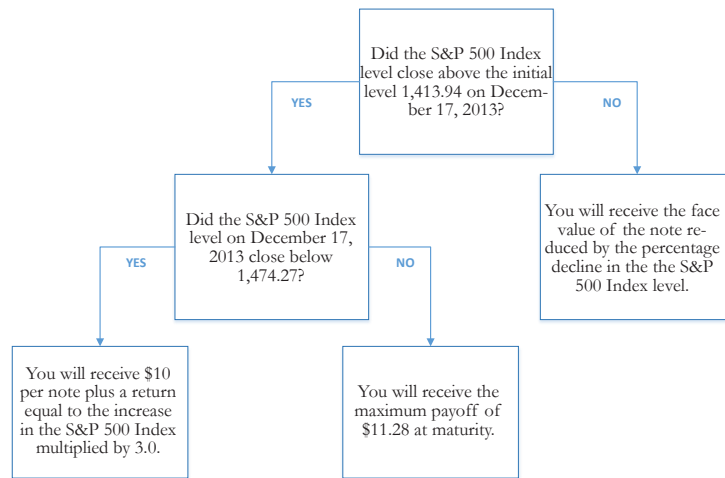 Did the S&P 500 Index
level close above the initial
level 1,413.94 on Decem-
ber 17, 2013?
YES
NO
Did the S&P 500 Index
level on December 17,
2013 close below
1,474.27?
You will receive the face
value of the note re-
duced by the percentage
decline in the the S&P
500 Index level.
YES
NO
You will receive $10
per note plus a return
equal to the increase
in the S&P 500 Index
multiplied by 3.0.
You will receive the
maximum payoff of
$11.28 at maturity.